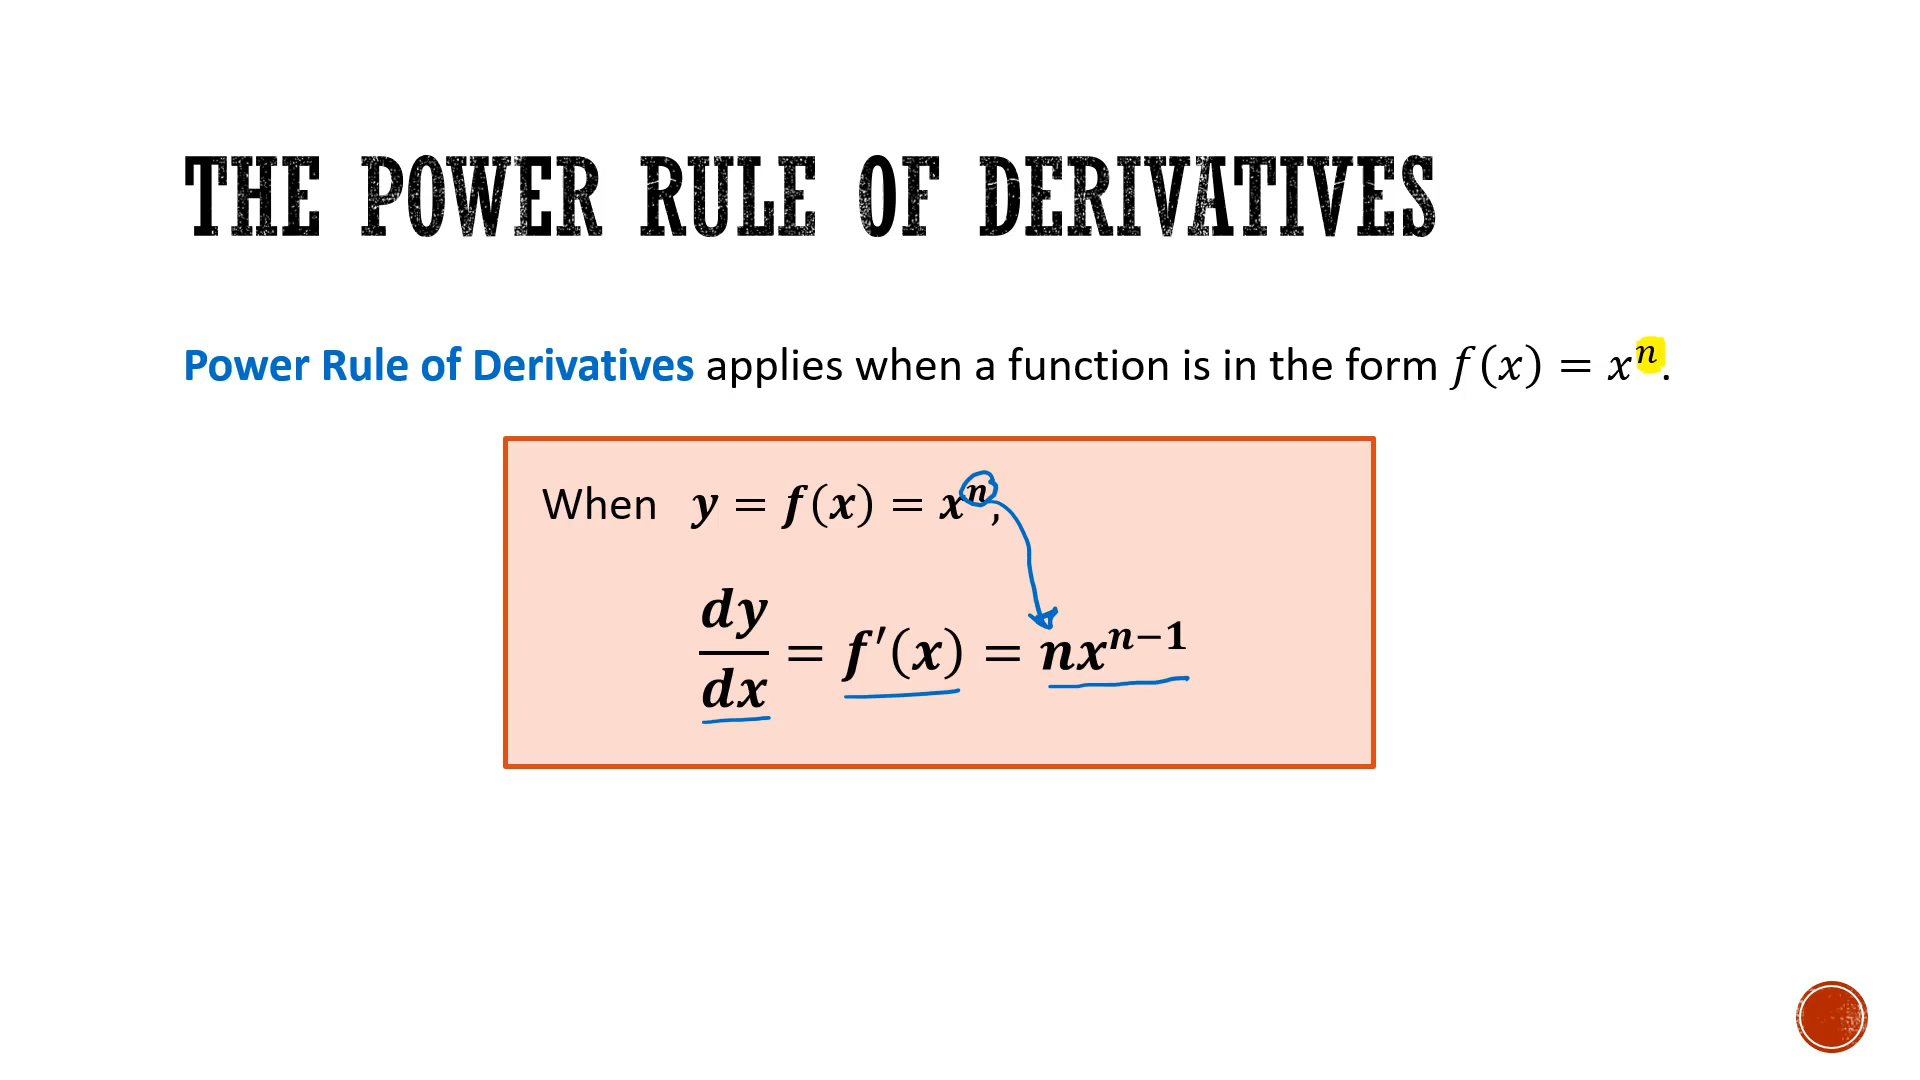 THE POWER RULE OF DERIVATIVES
Power Rule of Derivatives applies when a function is in the form f(x) = xⁿ.
When y = f(x) = xⁿ,
dy/dx = f′(x) = nxⁿ⁻¹